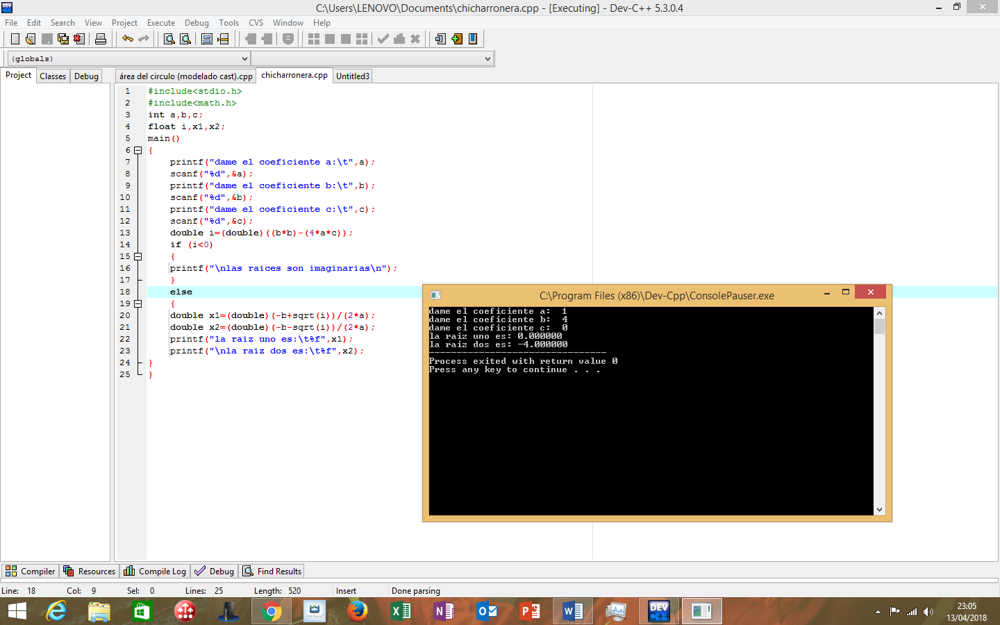 C:\Users\LENOVO\Documents\chicharronera.cpp - [Executing] - Dev-C++ 5.3.0.4
File Edit Search View Project Execute Debug Tools CVS Window Help
(globals)
Project Classes Debug
área del circulo (modelado cast).cpp chicharronera.cpp Untitled3
1 #include<stdio.h>
2 #include<math.h>
3 int a,b,c;
4 float i,x1,x2;
5 main()
6 {
7 printf("dame el coeficiente a:\t",a);
8 scanf("%d",&a);
9 printf("dame el coeficiente b:\t",b);
10 scanf("%d",&b);
11 printf("dame el coeficiente c:\t",c);
12 scanf("%d",&c);
13 double i=(double)((b*b)-(4*a*c));
14 if (i<0)
15 {
16 printf("\nlas raices son imaginarias\n");
17 }
18 else
19 {
20 double x1=(double)(-b+sqrt(i))/(2*a);
21 double x2=(double)(-b-sqrt(i))/(2*a);
22 printf("la raiz uno es:\t%f",x1);
23 printf("\nla raiz dos es:\t%f",x2);
24 }
25 }
C:\Program Files (x86)\Dev-Cpp\ConsolePauser.exe
dame el coeficiente a: 1
dame el coeficiente b: 4
dame el coeficiente c: 0
la raiz uno es: 0.000000
la raiz dos es: -4.000000
--------------------------------
Process exited with return value 0
Press any key to continue . . .
Compiler Resources Compile Log Debug Find Results
Line: 18 Col: 9 Sel: 0 Lines: 25 Length: 520 Insert Done parsing
DEV C++
23:05
13/04/2018